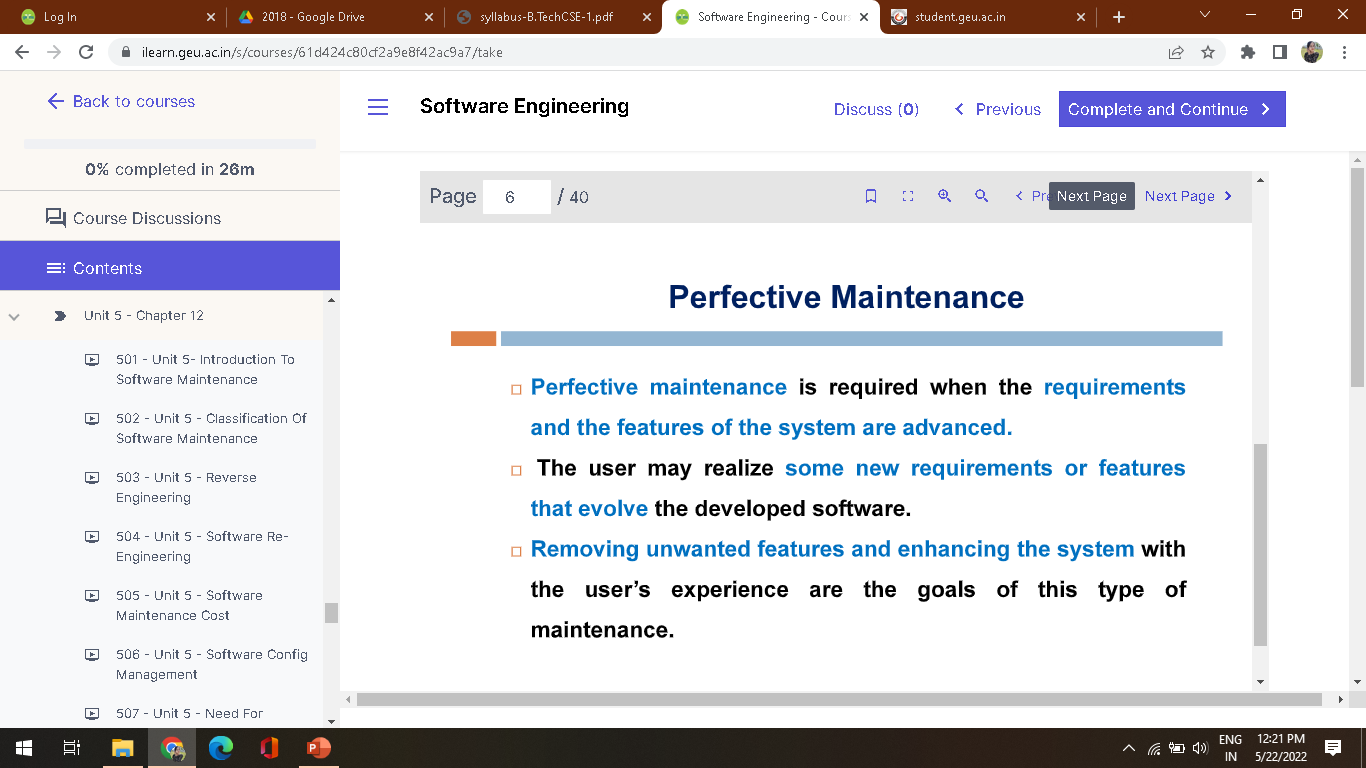 Log In
2018 - Google Drive
syllabus-B.TechCSE-1.pdf
Software Engineering - Cours
student.geu.ac.in
ilearn.geu.ac.in/s/courses/61d424c80cf2a9e8f42ac9a7/take
Back to courses
0% completed in 26m
Course Discussions
Contents
Unit 5 - Chapter 12
501 - Unit 5- Introduction To
Software Maintenance
502 - Unit 5 - Classification Of
Software Maintenance
503 - Unit 5 - Reverse
Engineering
504 - Unit 5 - Software Re-
Engineering
505 - Unit 5 - Software
Maintenance Cost
506 - Unit 5 - Software Config
Management
507 - Unit 5 - Need For
Software Engineering
Discuss (0)
Previous
Complete and Continue
Page 6 / 40
Pre
Next Page
Next Page
Perfective Maintenance
Perfective maintenance is required when the requirements
and the features of the system are advanced.
The user may realize some new requirements or features
that evolve the developed software.
Removing unwanted features and enhancing the system with
the user's experience are the goals of this type of
maintenance.
ENG
IN
12:21 PM
5/22/2022